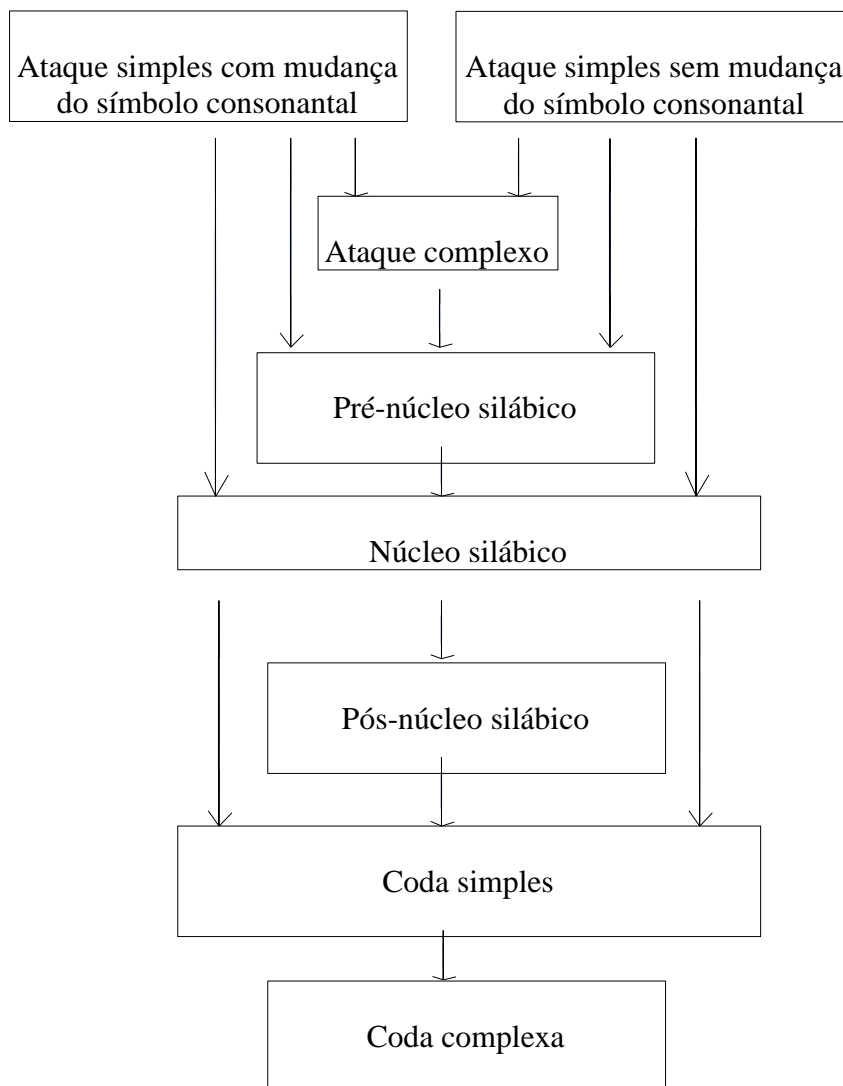 Ataque simples com mudança
do símbolo consonantal
Ataque simples sem mudança
do símbolo consonantal
Ataque complexo
Pré-núcleo silábico
Núcleo silábico
Pós-núcleo silábico
Coda simples
Coda complexa